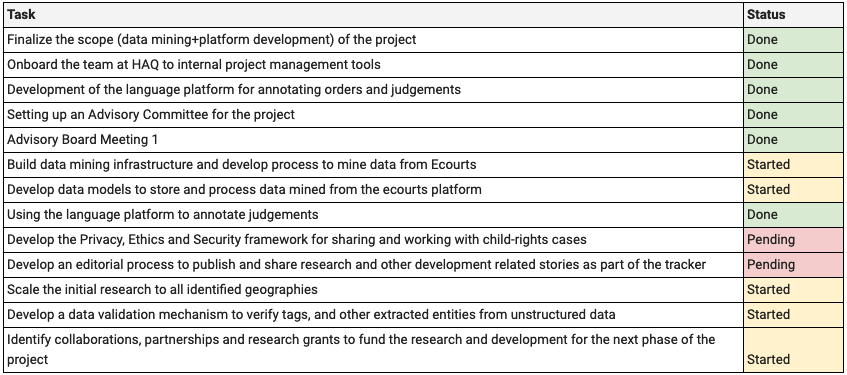 Task Status
Finalize the scope (data mining+platform development) of the project Done
Onboard the team at HAQ to internal project management tools Done
Development of the language platform for annotating orders and judgements Done
Setting up an Advisory Committee for the project Done
Advisory Board Meeting 1 Done
Build data mining infrastructure and develop process to mine data from Ecourts Started
Develop data models to store and process data mined from the ecourts platform Started
Using the language platform to annotate judgements Done
Develop the Privacy, Ethics and Security framework for sharing and working with child-rights cases Pending
Develop an editorial process to publish and share research and other development related stories as part of the tracker Pending
Scale the initial research to all identified geographies Started
Develop a data validation mechanism to verify tags, and other extracted entities from unstructured data Started
Identify collaborations, partnerships and research grants to fund the research and development for the next phase of the
project Started